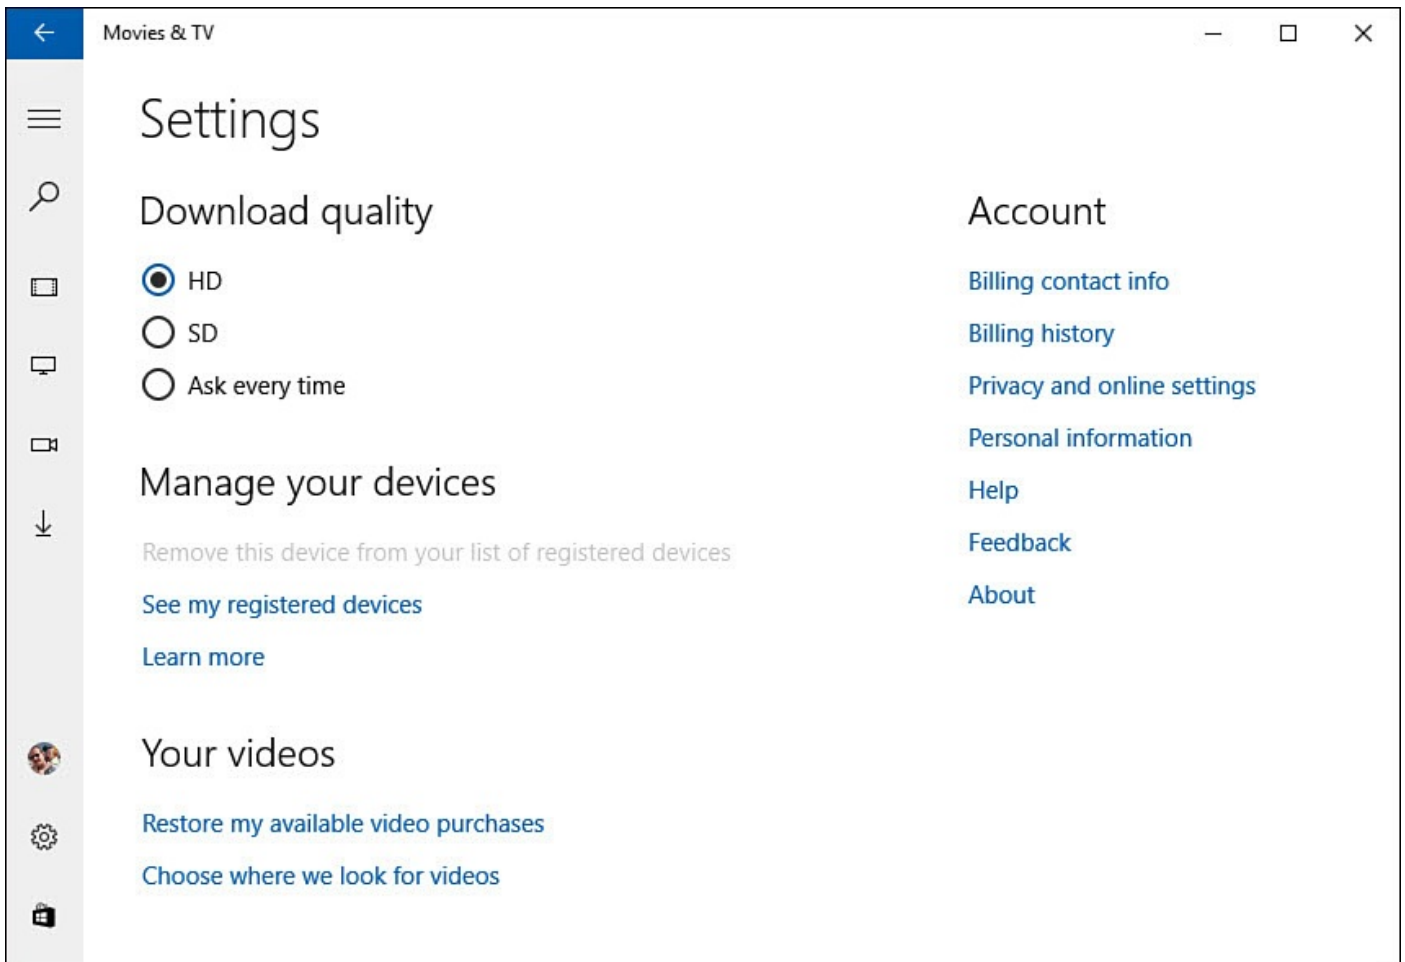 Movies & TV
Settings
Download quality
HD
SD
Ask every time
Manage your devices
Remove this device from your list of registered devices
See my registered devices
Learn more
Your videos
Restore my available video purchases
Choose where we look for videos
Account
Billing contact info
Billing history
Privacy and online settings
Personal information
Help
Feedback
About